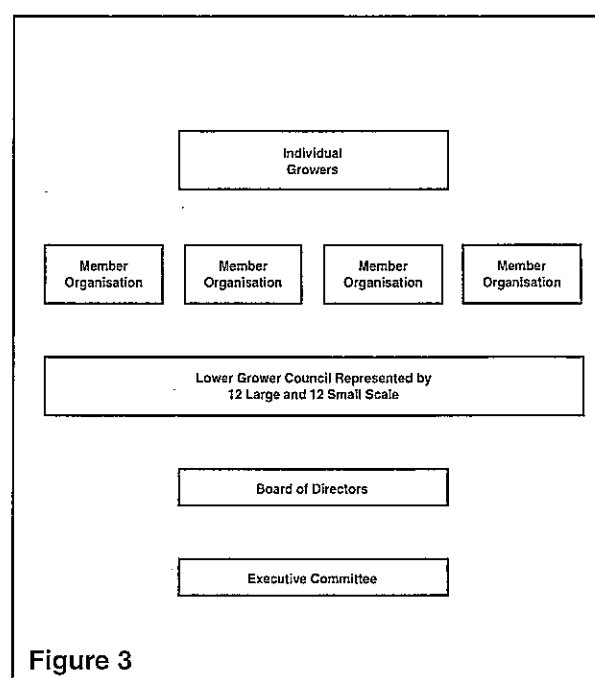 Individual
Growers
Member
Organisation
Member
Organisation
Member
Organisation
Member
Organisation
Lower Grower Council Represented by
12 Large and 12 Small Scale
Board of Directors
Executive Committee
Figure 3